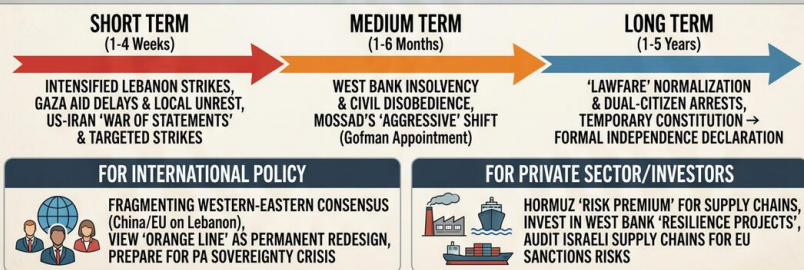 SHORT TERM
(1-4 Weeks)
INTENSIFIED LEBANON STRIKES,
GAZA AID DELAYS & LOCAL UNREST,
US-IRAN 'WAR OF STATEMENTS'
& TARGETED STRIKES
MEDIUM TERM
(1-6 Months)
WEST BANK INSOLVENCY
& CIVIL DISOBEDIENCE,
MOSSAD'S 'AGGRESSIVE' SHIFT
(Gofman Appointment)
LONG TERM
(1-5 Years)
'LAWFARE' NORMALIZATION
& DUAL-CITIZEN ARRESTS,
TEMPORARY CONSTITUTION →
FORMAL INDEPENDENCE DECLARATION
FOR INTERNATIONAL POLICY
FRAGMENTING WESTERN-EASTERN CONSENSUS
(China/EU on Lebanon),
VIEW 'ORANGE LINE' AS PERMANENT REDESIGN,
PREPARE FOR PA SOVEREIGNTY CRISIS
FOR PRIVATE SECTOR/INVESTORS
HORMUZ 'RISK PREMIUM' FOR SUPPLY CHAINS,
INVEST IN WEST BANK 'RESILIENCE PROJECTS',
AUDIT ISRAELI SUPPLY CHAINS FOR EU
SANCTIONS RISKS